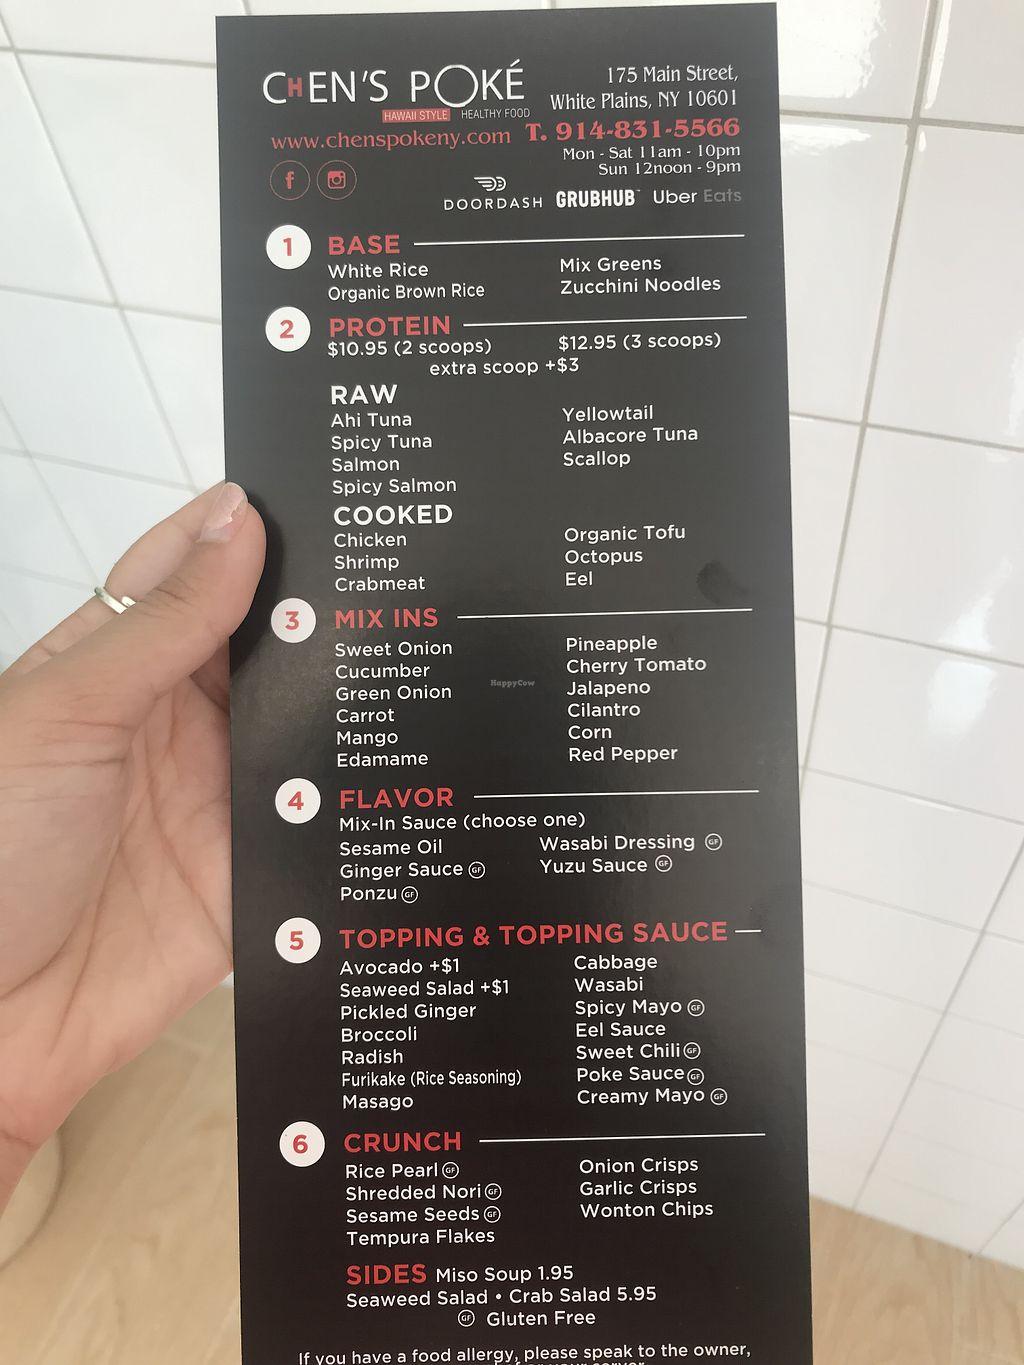 CHEN'S POKÉ
HAWAII STYLE HEALTHY FOOD
www.chenspokeny.com
175 Main Street,
White Plains, NY 10601
T. 914-831-5566
Mon - Sat 11am - 10pm
Sun 12noon - 9pm
f
DOORDASH GRUBHUB Uber Eats
1 BASE
White Rice
Organic Brown Rice
Mix Greens
Zucchini Noodles
2 PROTEIN
$10.95 (2 scoops) $12.95 (3 scoops)
extra scoop +$3
RAW
Ahi Tuna
Spicy Tuna
Salmon
Spicy Salmon
Yellowtail
Albacore Tuna
Scallop
COOKED
Chicken
Shrimp
Crabmeat
Organic Tofu
Octopus
Eel
3 MIX INS
Sweet Onion
Cucumber
Green Onion
Carrot
Mango
Edamame
Pineapple
Cherry Tomato
Jalapeno
Cilantro
Corn
Red Pepper
HappyCow
4 FLAVOR
Mix-In Sauce (choose one)
Sesame Oil
Ginger Sauce GF
Ponzu GF
Wasabi Dressing GF
Yuzu Sauce GF
5 TOPPING & TOPPING SAUCE
Avocado +$1
Seaweed Salad +$1
Pickled Ginger
Broccoli
Radish
Furikake (Rice Seasoning)
Masago
Cabbage
Wasabi
Spicy Mayo GF
Eel Sauce
Sweet Chili GF
Poke Sauce GF
Creamy Mayo GF
6 CRUNCH
Rice Pearl GF
Shredded Nori GF
Sesame Seeds GF
Tempura Flakes
Onion Crisps
Garlic Crisps
Wonton Chips
SIDES Miso Soup 1.95
Seaweed Salad • Crab Salad 5.95
GF Gluten Free
If you have a food allergy, please speak to the owner,